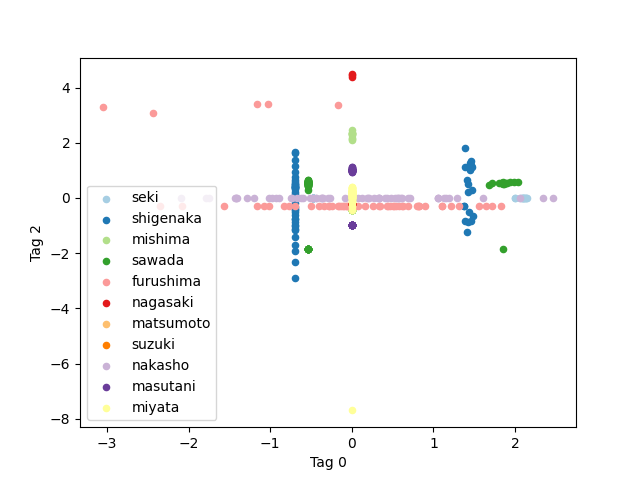 4
2
0
−2
−4
−6
−8
Tag 2
seki
shigenaka
mishima
sawada
furushima
nagasaki
matsumoto
suzuki
nakasho
masutani
miyata
−3 −2 −1 0 1 2
Tag 0